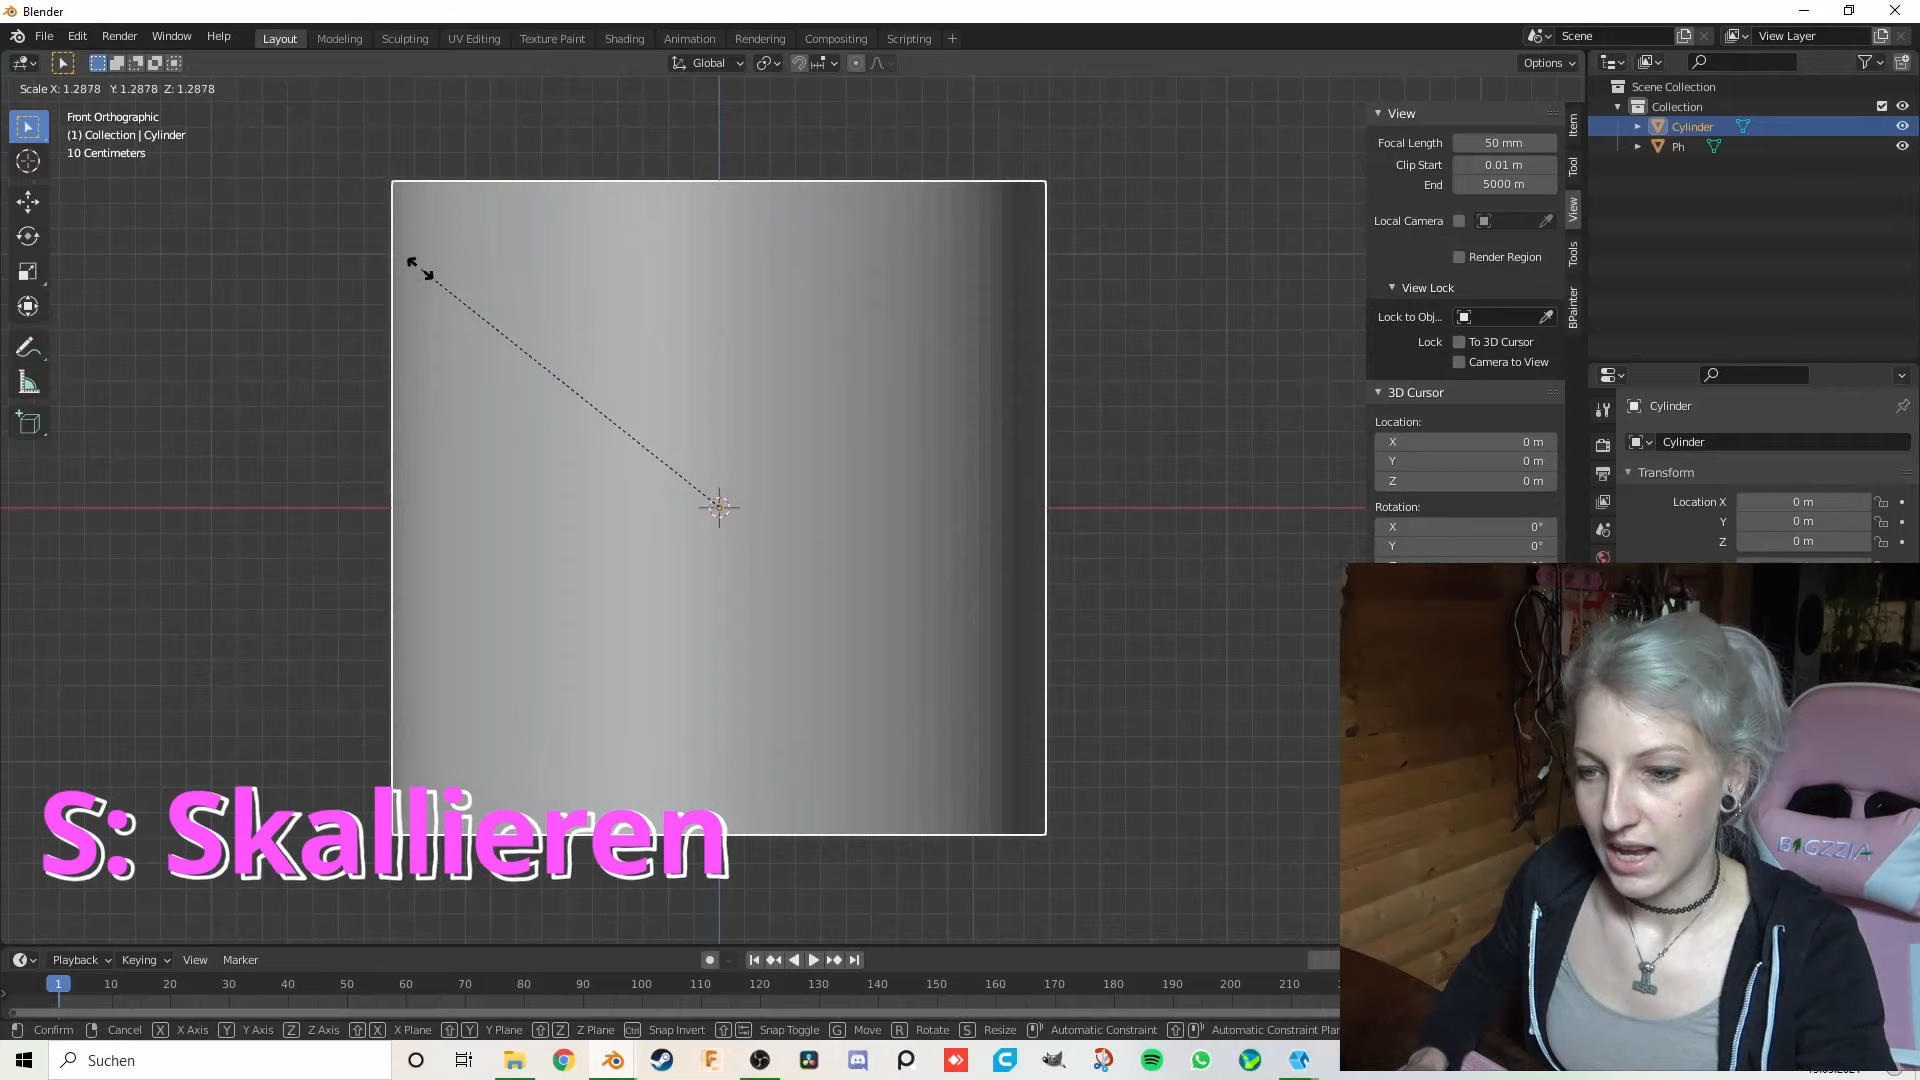 Blender
File Edit Render Window Help
Layout Modeling Sculpting UV Editing Texture Paint Shading Animation Rendering Compositing Scripting +
Scene
View Layer
Global
Options
Scale X: 1.2878 Y: 1.2878 Z: 1.2878
Front Orthographic
(1) Collection | Cylinder
10 Centimeters
View
Focal Length 50 mm
Clip Start 0.01 m
End 5000 m
Local Camera
Render Region
View Lock
Lock to Obj...
Lock To 3D Cursor
Camera to View
3D Cursor
Location:
X 0 m
Y 0 m
Z 0 m
Rotation:
X 0°
Y 0°
Item
Tool
View
Tools
BPainter
Scene Collection
Collection
Cylinder
Ph
Cylinder
Cylinder
Transform
Location X 0 m
Y 0 m
Z 0 m
BIGZZIA
S: Skallieren
Playback Keying View Marker
1 10 20 30 40 50 60 70 80 90 100 110 120 130 140 150 160 170 180 190 200 210
Confirm Cancel X X Axis Y Y Axis Z Z Axis X X Plane Y Y Plane Z Z Plane Ctrl Snap Invert Snap Toggle G Move R Rotate S Resize Automatic Constraint Automatic Constraint Plan
Suchen